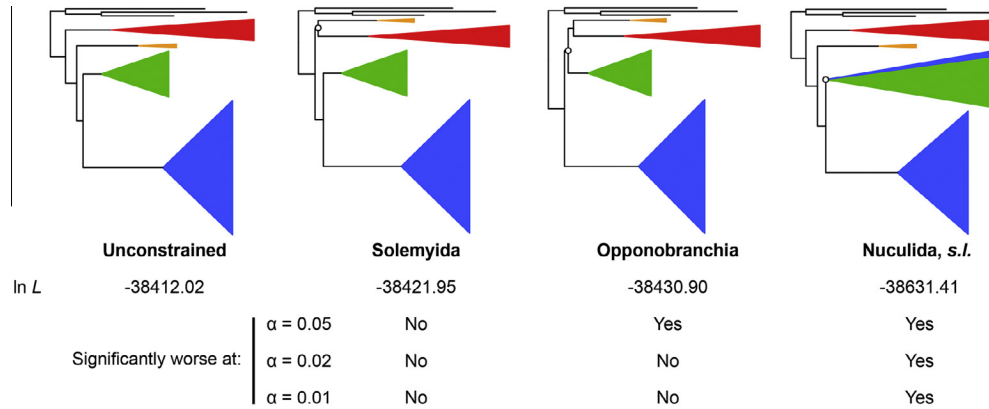 Unconstrained Solemyida Opponobranchia Nuculida, s.l.
ln L -38412.02 -38421.95 -38430.90 -38631.41
α = 0.05 No Yes Yes
Significantly worse at: α = 0.02 No No Yes
α = 0.01 No No Yes